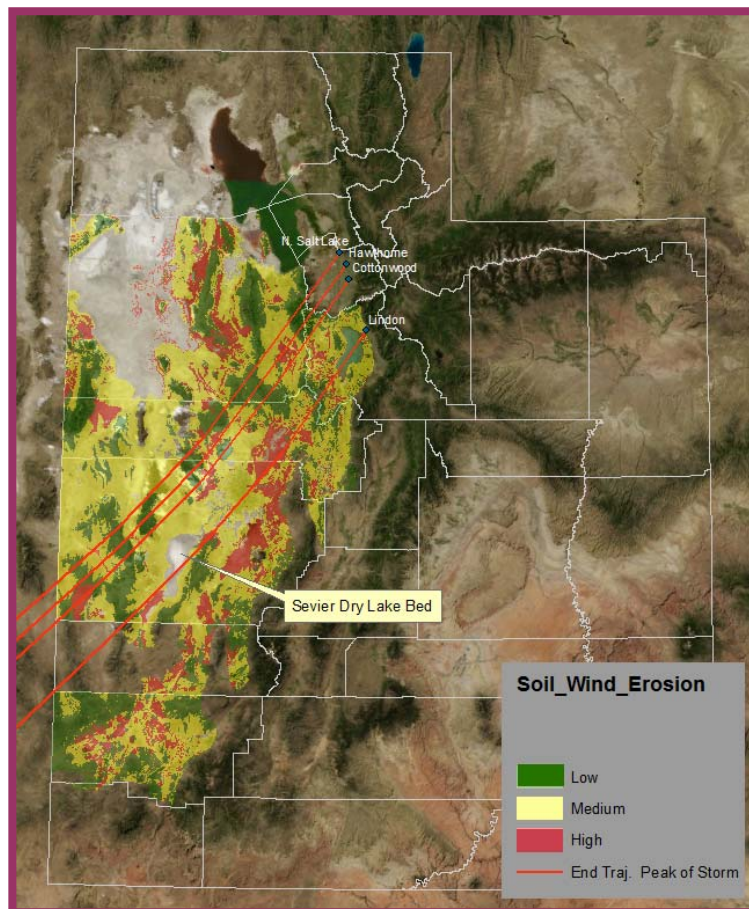 N. Salt Lake
Hawthorne
Cottonwood
Lindon
Sevier Dry Lake Bed
Soil_Wind_Erosion
Low
Medium
High
End Traj. Peak of Storm